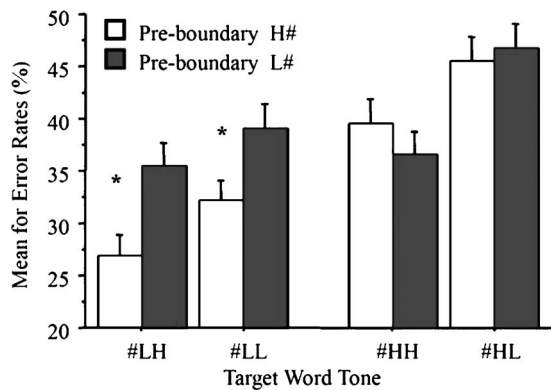 50
45
40
35
30
25
20
Mean for Error Rates (%)
Pre-boundary H#
Pre-boundary L#
*
*
#LH #LL #HH #HL
Target Word Tone